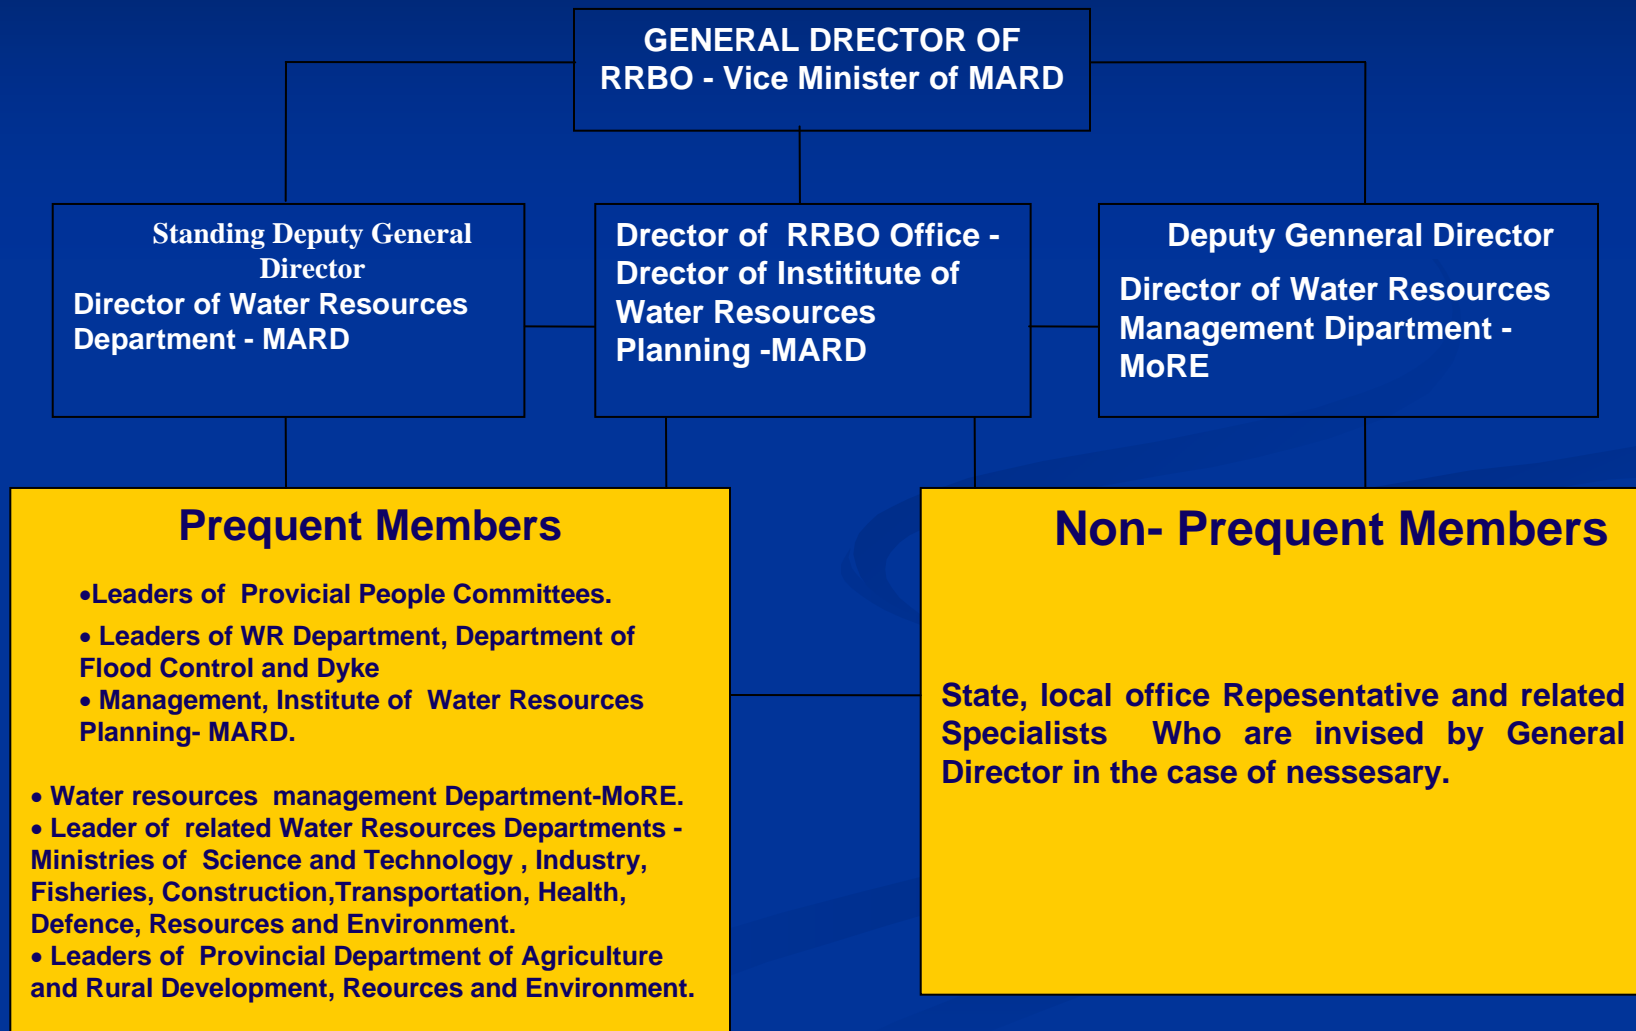 GENERAL DRECTOR OF
RRBO - Vice Minister of MARD
Standing Deputy General
Director
Director of Water Resources
Department - MARD
Drector of RRBO Office -
Drector of Instititute of
Water Resources
Planning -MARD
Deputy Genneral Director
Director of Water Resources
Management Dipartment -
MoRE
Prequent Members
•Leaders of Provicial People Committees.
• Leaders of WR Department, Department of
Flood Control and Dyke
• Management, Institute of Water Resources
Planning- MARD.
• Water resources management Department-MoRE.
• Leader of related Water Resources Departments -
Ministries of Science and Technology , Industry,
Fisheries, Construction,Transportation, Health,
Defence, Resources and Environment.
• Leaders of Provincial Department of Agriculture
and Rural Development, Reources and Environment.
Non- Prequent Members
State, local office Repesentative and related
Specialists Who are invised by General
Director in the case of nessesary.